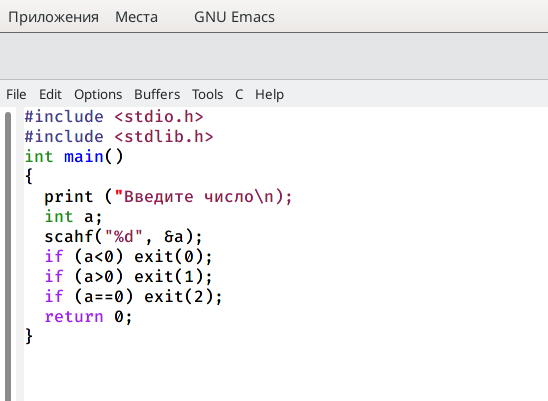 Приложения Места GNU Emacs
File Edit Options Buffers Tools C Help
#include <stdio.h>
#include <stdlib.h>
int main()
{
  print ("Введите число\n);
  int a;
  scahf("%d", &a);
  if (a<0) exit(0);
  if (a>0) exit(1);
  if (a==0) exit(2);
  return 0;
}